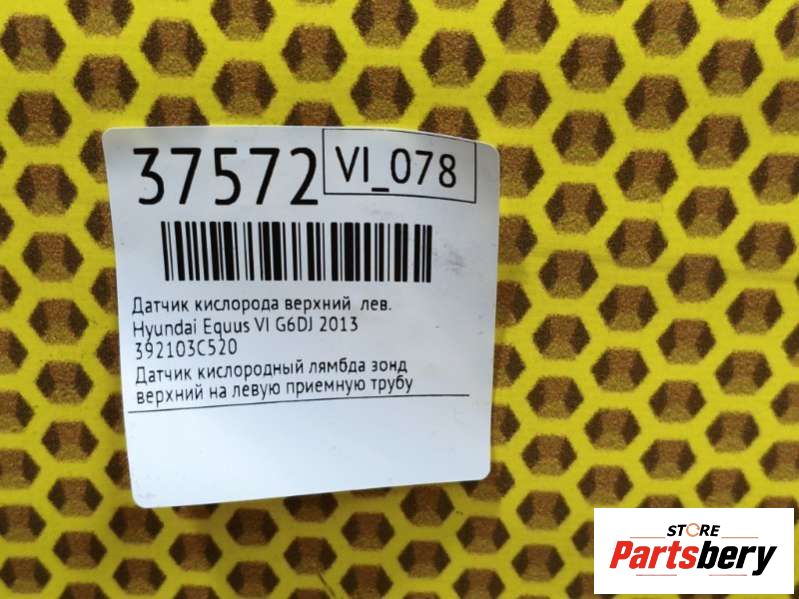 37572
VI_078
Датчик кислорода верхний лев.
Hyundai Equus VI G6DJ 2013
392103C520
Датчик кислородный лямбда зонд
верхний на левую приемную трубу
STORE
Partsbery